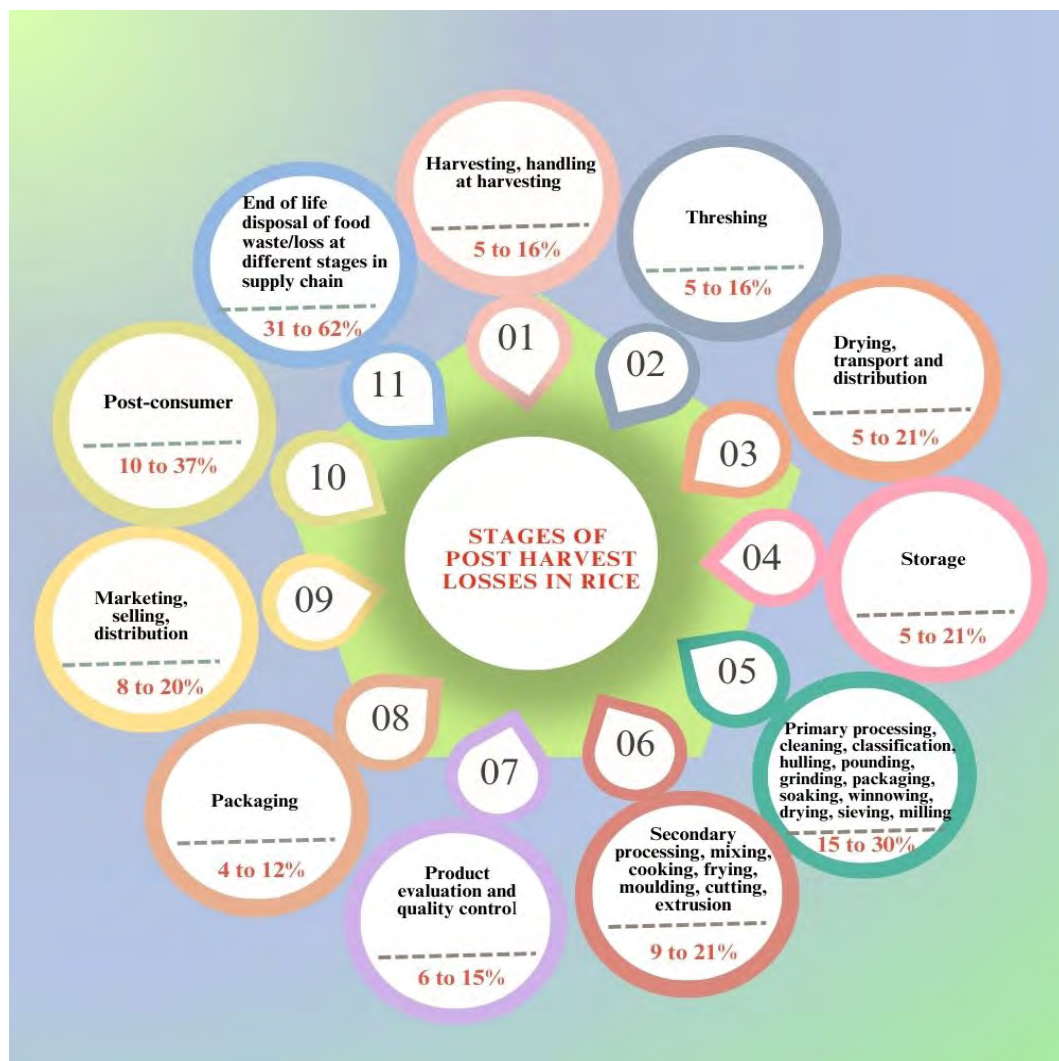 STAGES OF
POST HARVEST
LOSSES IN RICE
01
Harvesting, handling
at harvesting
5 to 16%
02
Threshing
5 to 16%
03
Drying,
transport and
distribution
5 to 21%
04
Storage
5 to 21%
05
Primary processing,
cleaning, classification,
hulling, pounding,
grinding, packaging,
soaking, winnowing,
drying, sieving, milling
15 to 30%
06
Secondary
processing, mixing,
cooking, frying,
moulding, cutting,
extrusion
9 to 21%
07
Product
evaluation and
quality control
6 to 15%
08
Packaging
4 to 12%
09
Marketing,
selling,
distribution
8 to 20%
10
Post-consumer
10 to 37%
11
End of life
disposal of food
waste/loss at
different stages in
supply chain
31 to 62%